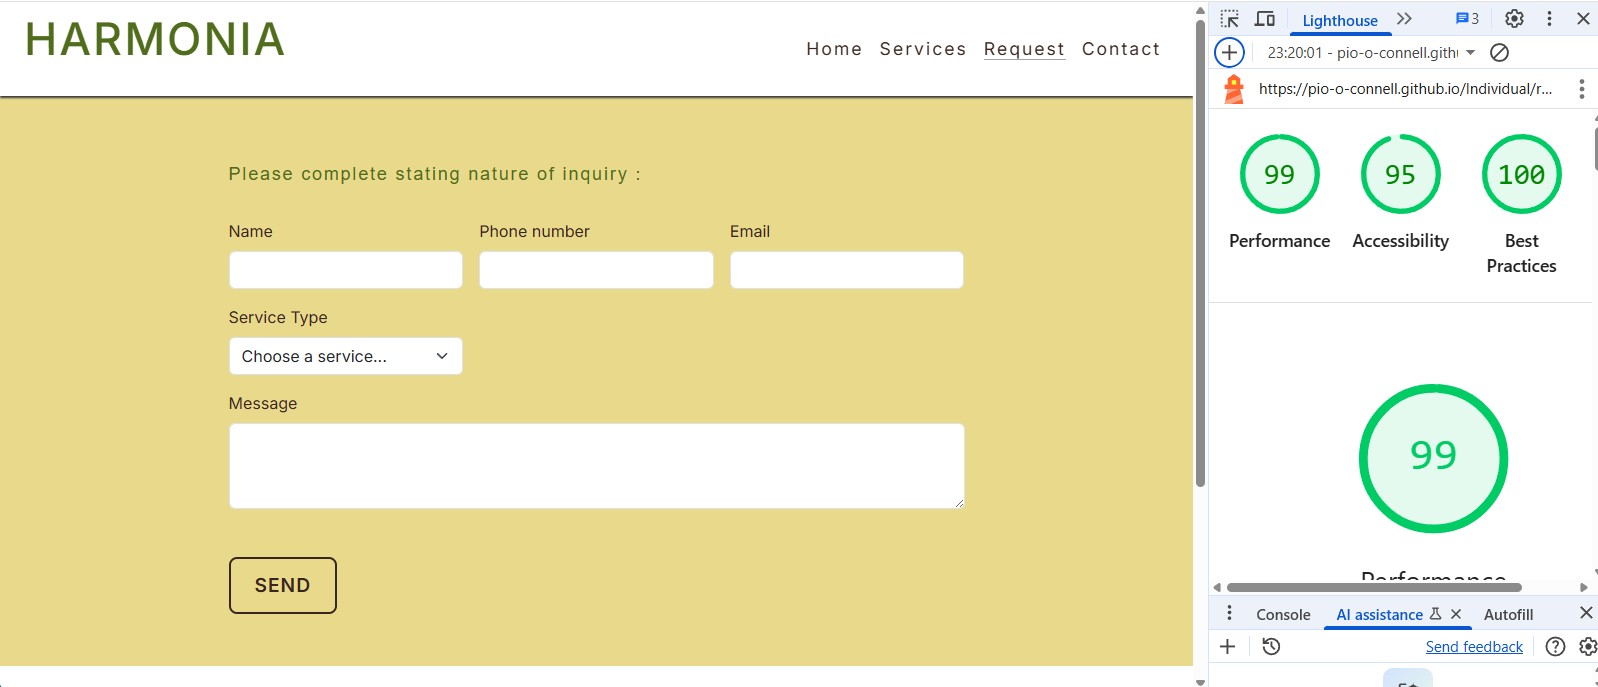 HARMONIA
Home Services Request Contact
Please complete stating nature of inquiry :
Name Phone number Email
Service Type
Choose a service...
Message
SEND
Lighthouse 3
23:20:01 - pio-o-connell.gith
https://pio-o-connell.github.io/Individual/r...
99 95 100
Performance Accessibility Best
Practices
99
Performance
Console AI assistance Autofill
Send feedback